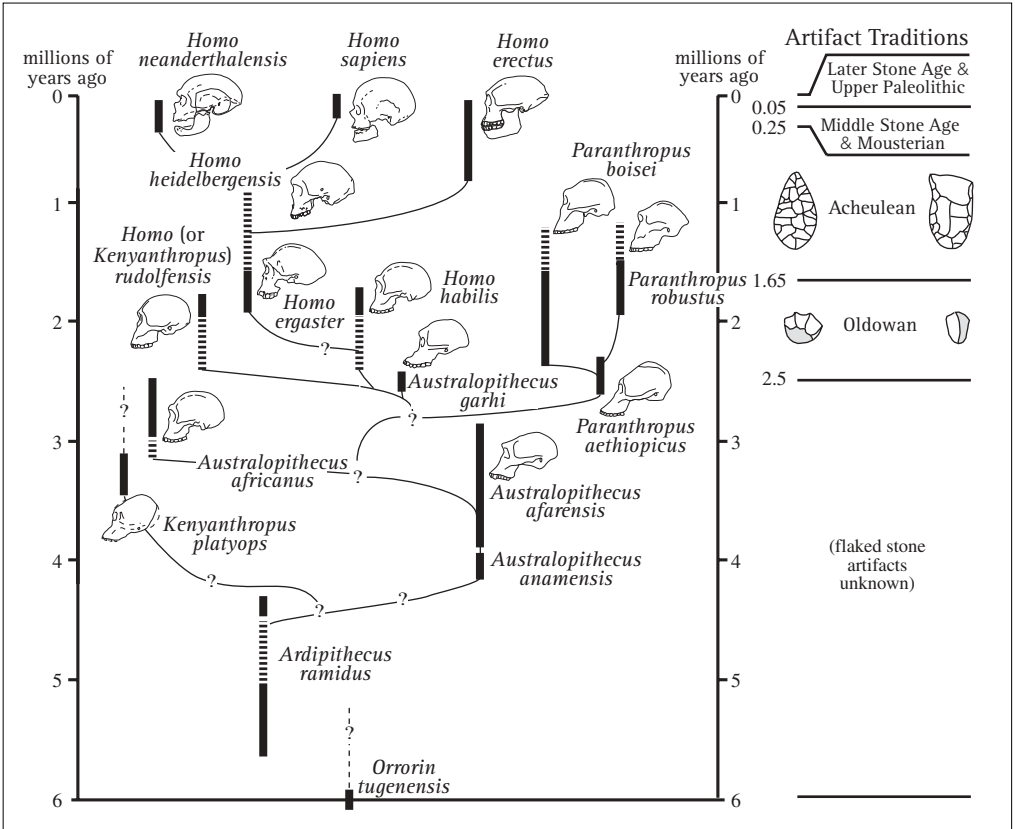 Homo
neanderthalensis
Homo
sapiens
Homo
erectus
millions of
years ago
millions of
years ago
Artifact Traditions
0
0
Later Stone Age &
Upper Paleolithic
0.05
0.25
Middle Stone Age
& Mousterian
Homo
heidelbergensis
Paranthropus
boisei
1
1
Acheulean
Homo (or
Kenyanthropus)
rudolfensis
Homo
ergaster
Homo
habilis
Paranthropus
robustus
1.65
2
2
Oldowan
?
Australopithecus
garhi
2.5
?
?
Paranthropus
aethiopicus
3
3
Australopithecus
africanus
?
Australopithecus
afarensis
Kenyanthropus
platyops
4
4
Australopithecus
anamensis
(flaked stone
artifacts
unknown)
?
?
?
Ardipithecus
ramidus
5
5
?
Orrorin
tugenensis
6
6